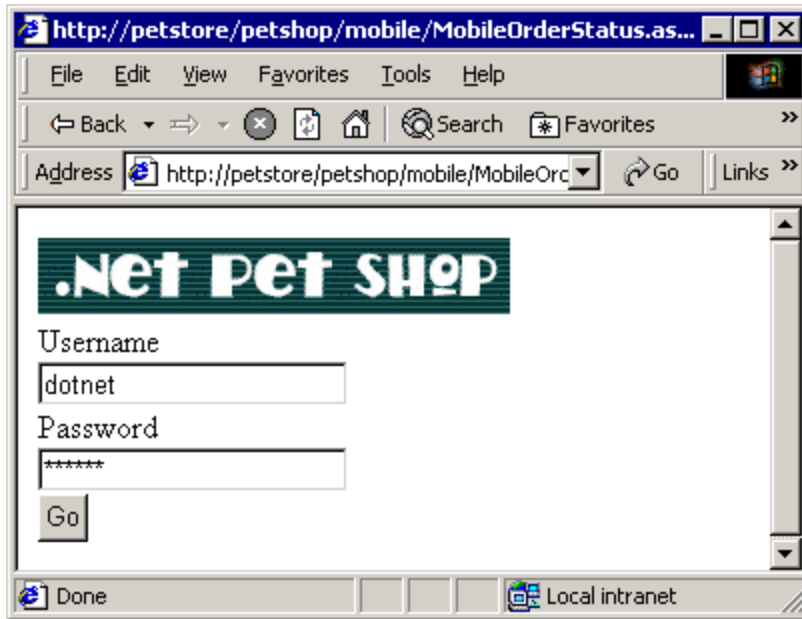 http://petstore/petshop/mobile/MobileOrderStatus.as...
File Edit View Favorites Tools Help
Back Search Favorites »
Address http://petstore/petshop/mobile/MobileOrc Go Links »
.Net Pet Shop
Username
dotnet
Password
******
Go
Done Local intranet